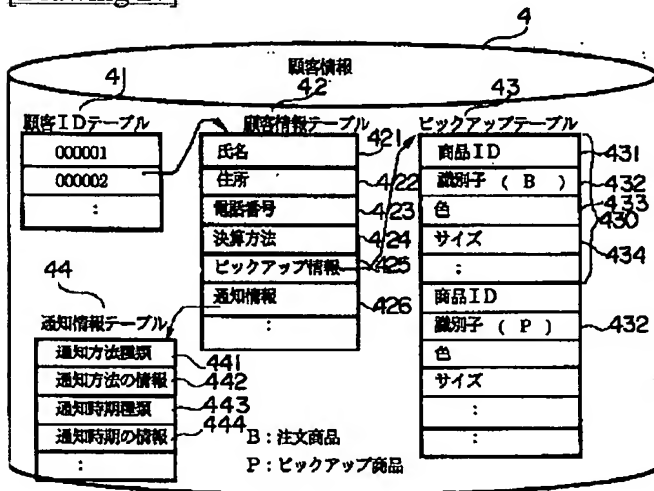 4
顧客情報
41
顧客IDテーブル
000001
000002
:
42
顧客情報テーブル
氏名
421
住所
422
電話番号
423
決算方法
424
ピックアップ情報
425
通知情報
426
:
43
ピックアップテーブル
商品ID
431
識別子 ( B )
432
色
433
430
サイズ
434
:
商品ID
識別子 ( P )
432
色
サイズ
:
:
44
通知情報テーブル
通知方法種類
441
通知方法の情報
442
通知時期種類
443
通知時期の情報
444
:
B:注文商品
P:ピックアップ商品